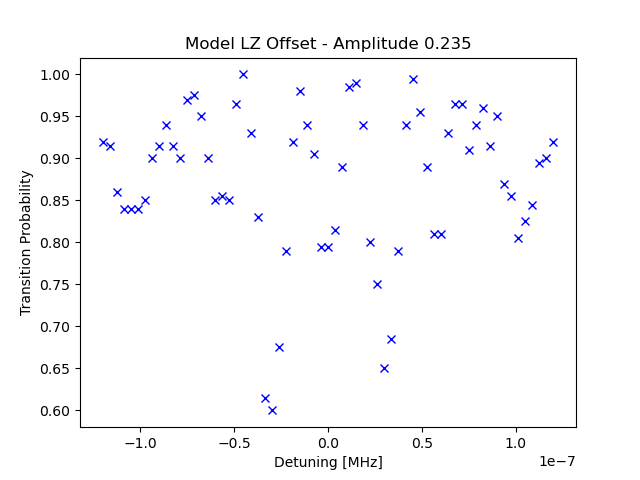 Model LZ Offset - Amplitude 0.235
1.00
0.95
0.90
0.85
0.80
0.75
0.70
0.65
0.60
Transition Probability
−1.0 −0.5 0.0 0.5 1.0
1e−7
Detuning [MHz]